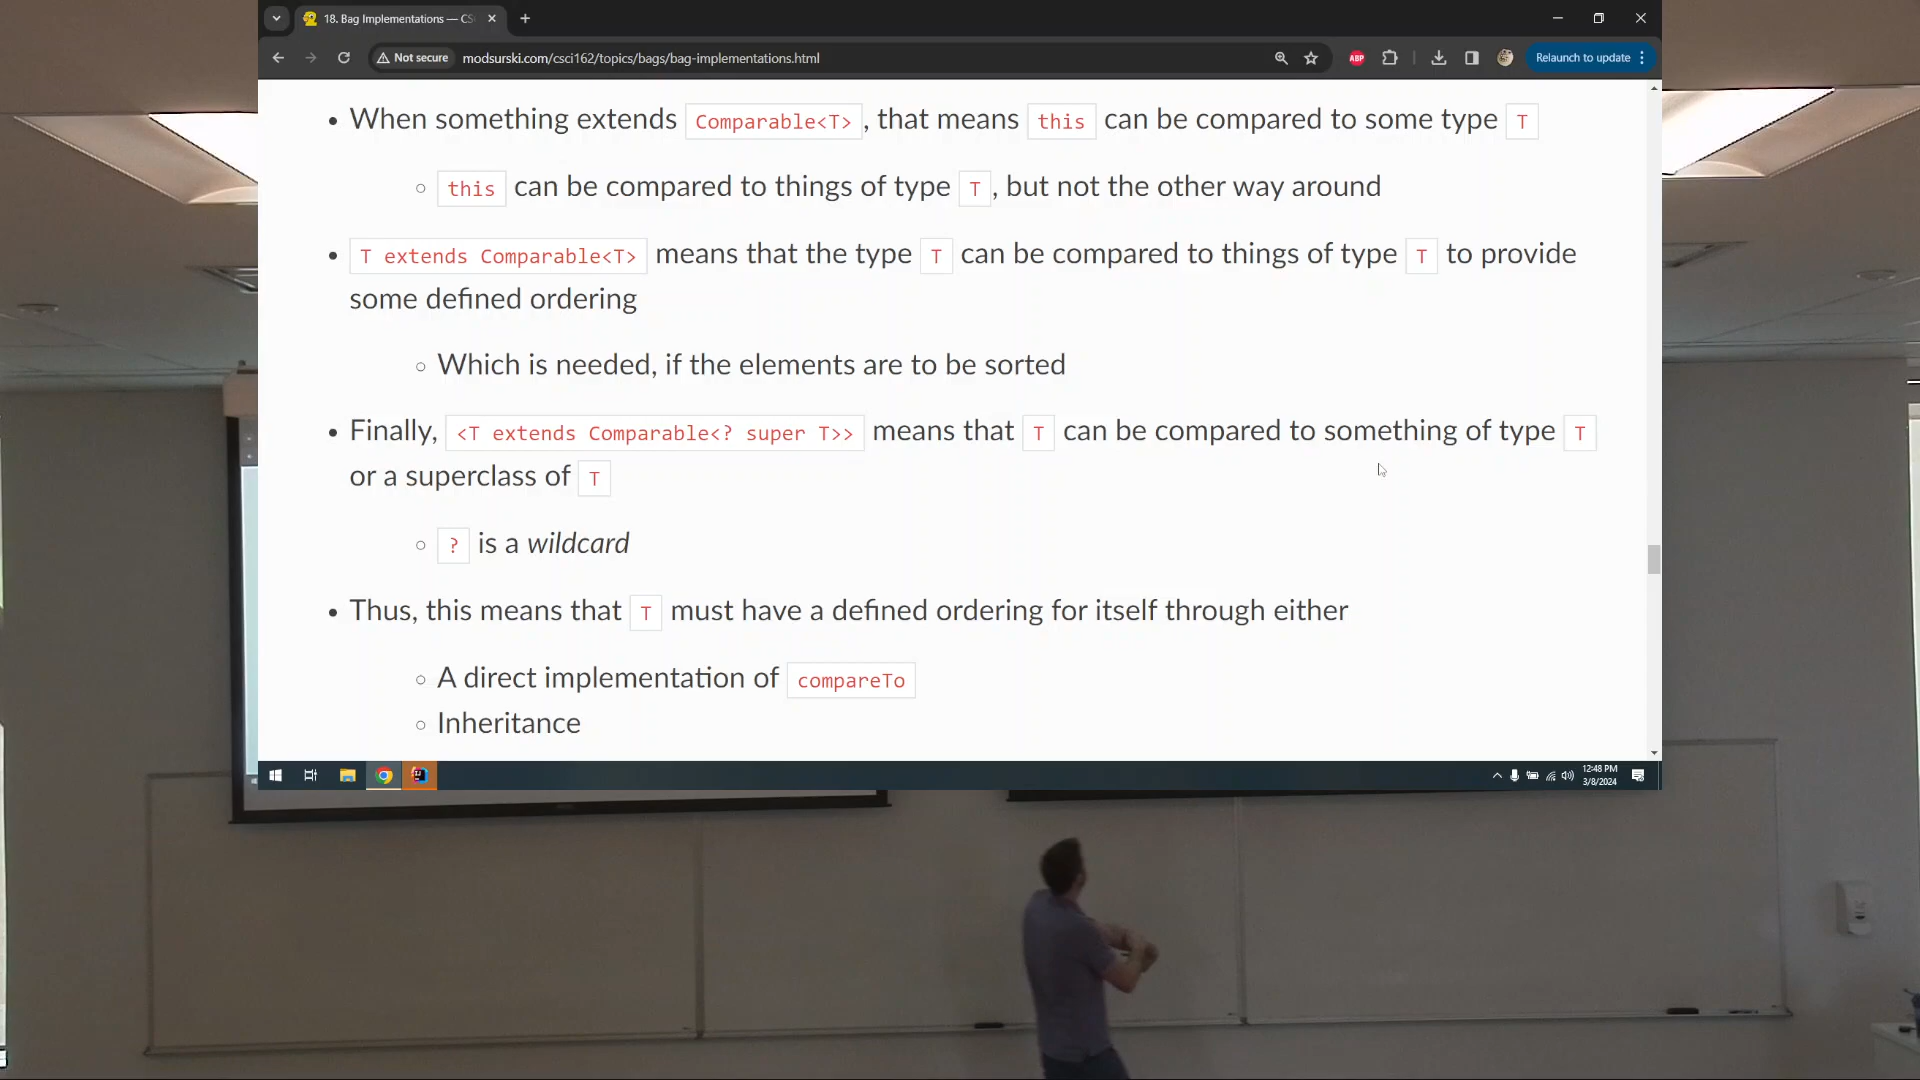 18. Bag Implementations — CS
Not secure
modsurski.com/csci162/topics/bags/bag-implementations.html
ABP
Relaunch to update
• When something extends Comparable<T>, that means this can be compared to some type T
◦ this can be compared to things of type T, but not the other way around
• T extends Comparable<T> means that the type T can be compared to things of type T to provide
some defined ordering
◦ Which is needed, if the elements are to be sorted
• Finally, <T extends Comparable<? super T>> means that T can be compared to something of type T
or a superclass of T
◦ ? is a wildcard
• Thus, this means that T must have a defined ordering for itself through either
◦ A direct implementation of compareTo
◦ Inheritance
12:48 PM
3/8/2024